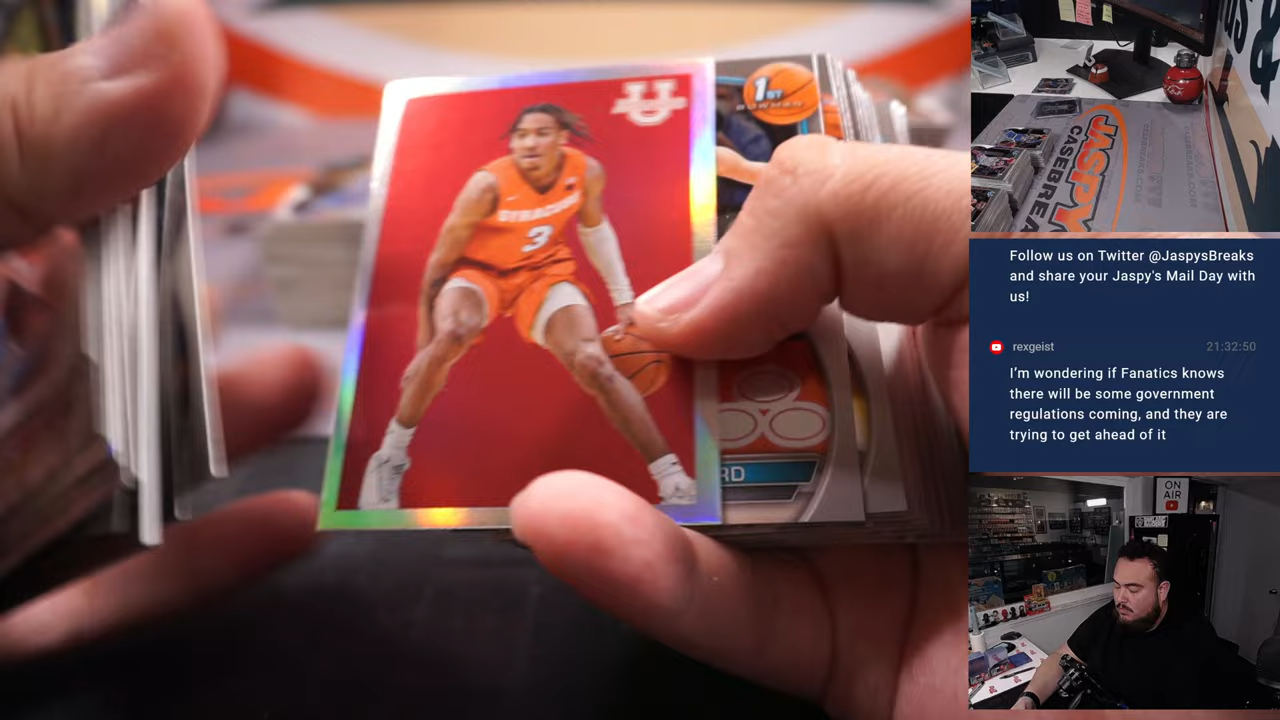 1ST
BOWMAN
U
SYRACUSE
3
RD
JASPY
CASEBREA
&
Follow us on Twitter @JaspysBreaks
and share your Jaspy's Mail Day with
us!
rexgeist 21:32:50
I’m wondering if Fanatics knows
there will be some government
regulations coming, and they are
trying to get ahead of it
ON
AIR